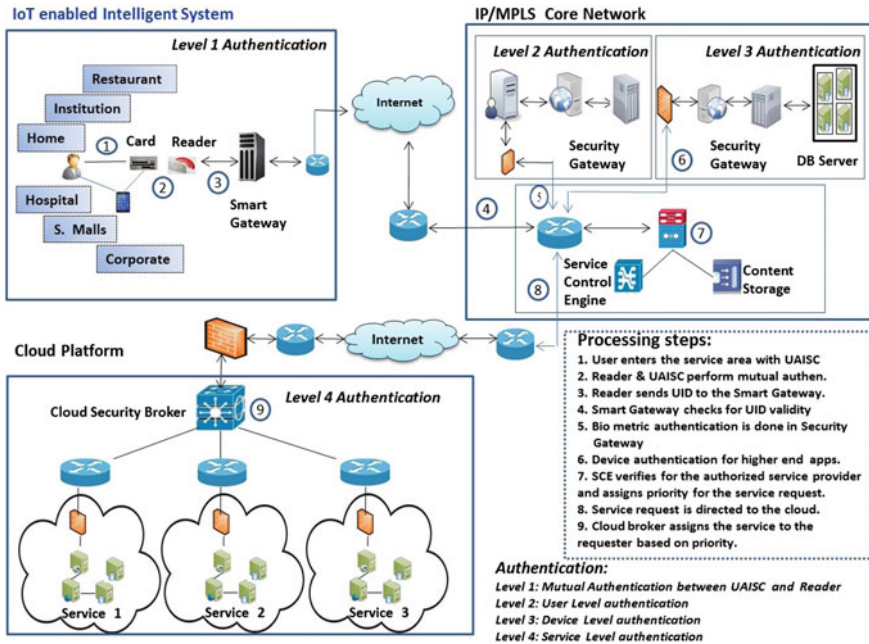 IoT enabled Intelligent System
Level 1 Authentication
Restaurant
Institution
Home
1
Card
Reader
2
3
Smart
Gateway
Hospital
S. Malls
Corporate
Internet
IP/MPLS Core Network
Level 2 Authentication
Security
Gateway
Level 3 Authentication
6
Security
Gateway
DB Server
4
5
7
8
Service
Control
Engine
Content
Storage
Cloud Platform
Internet
Level 4 Authentication
Cloud Security Broker
9
Service 1
Service 2
Service 3
Processing steps:
1. User enters the service area with UAISC
2. Reader & UAISC perform mutual authen.
3. Reader sends UID to the Smart Gateway.
4. Smart Gateway checks for UID validity
5. Bio metric authentication is done in Security
Gateway
6. Device authentication for higher end apps.
7. SCE verifies for the authorized service provider
and assigns priority for the service request.
8. Service request is directed to the cloud.
9. Cloud broker assigns the service to the
requester based on priority.
Authentication:
Level 1: Mutual Authentication between UAISC and Reader
Level 2: User Level authentication
Level 3: Device Level authentication
Level 4: Service Level authentication